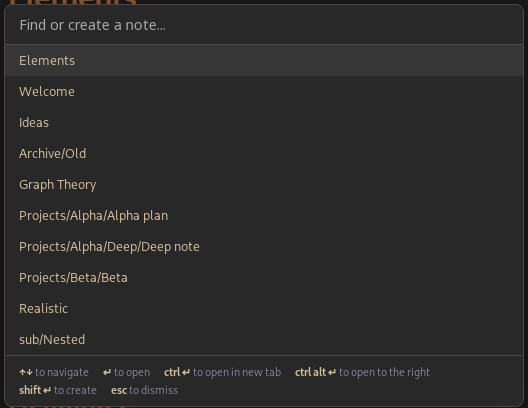 Find or create a note...
Elements
Welcome
Ideas
Archive/Old
Graph Theory
Projects/Alpha/Alpha plan
Projects/Alpha/Deep/Deep note
Projects/Beta/Beta
Realistic
sub/Nested
↑↓ to navigate ↵ to open ctrl ↵ to open in new tab ctrl alt ↵ to open to the right
shift ↵ to create esc to dismiss